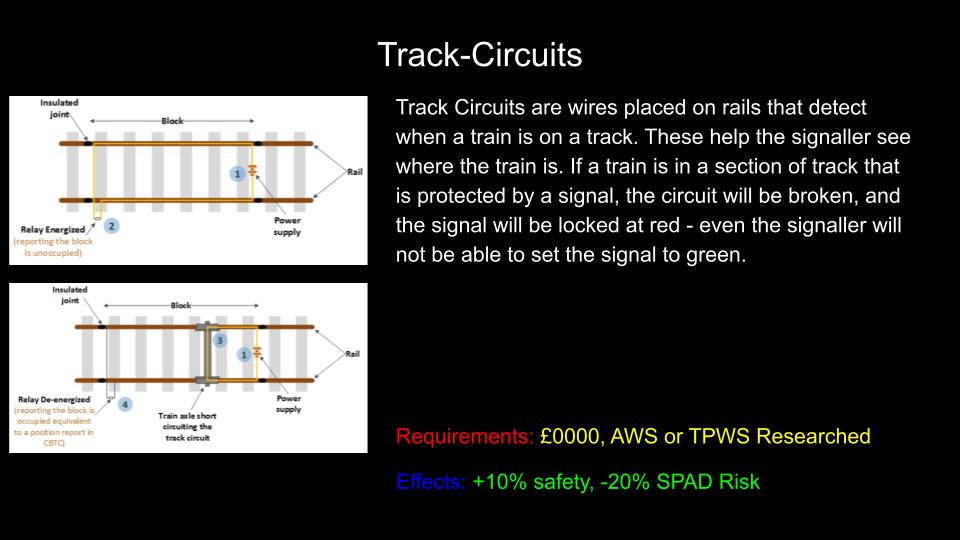 Track-Circuits
Insulated
joint
Block
1
Rail
2
Power
supply
Relay Energized
(reporting the block
is unoccupied)
Insulated
joint
Block
3
1
Rail
Relay De-energized
(reporting the block is
occupied equivalent
to a position report in
CBTC)
4
Train axle short
circuiting the
track circuit
Power
supply
Track Circuits are wires placed on rails that detect
when a train is on a track. These help the signaller see
where the train is. If a train is in a section of track that
is protected by a signal, the circuit will be broken, and
the signal will be locked at red - even the signaller will
not be able to set the signal to green.
Requirements: £0000, AWS or TPWS Researched
Effects: +10% safety, -20% SPAD Risk